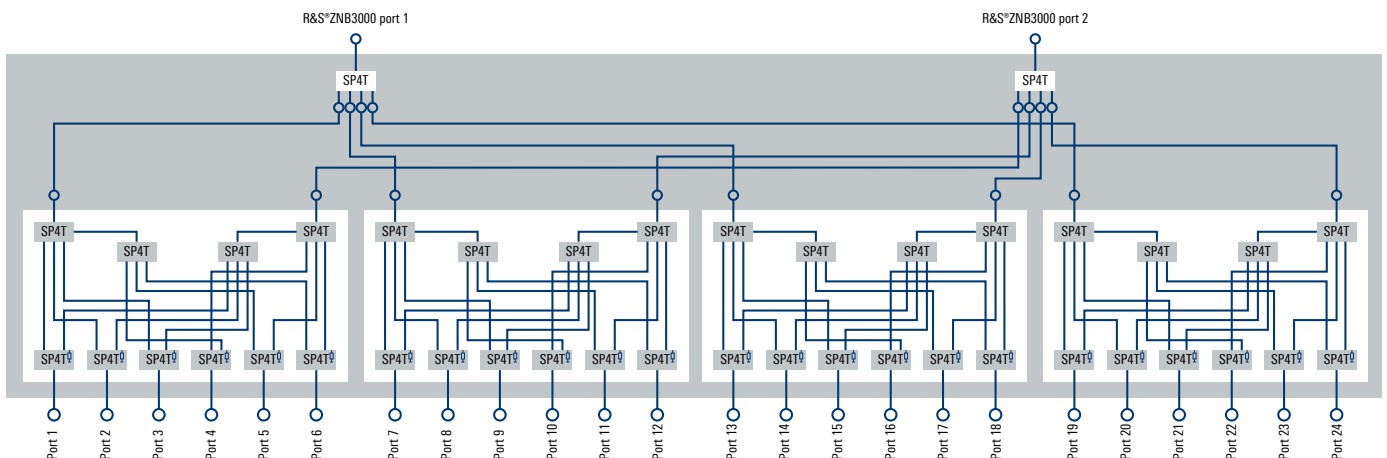 R&S®ZNB3000 port 1 R&S®ZNB3000 port 2
SP4T SP4T
SP4T SP4T SP4T SP4T SP4T SP4T SP4T SP4T
SP4T SP4T SP4T SP4T SP4T SP4T SP4T SP4T
SP4T SP4T SP4T SP4T SP4T SP4T SP4T SP4T SP4T SP4T SP4T SP4T SP4T SP4T SP4T SP4T SP4T SP4T SP4T SP4T SP4T SP4T SP4T SP4T
Port 1
Port 2
Port 3
Port 4
Port 5
Port 6
Port 7
Port 8
Port 9
Port 10
Port 11
Port 12
Port 13
Port 14
Port 15
Port 16
Port 17
Port 18
Port 19
Port 20
Port 21
Port 22
Port 23
Port 24